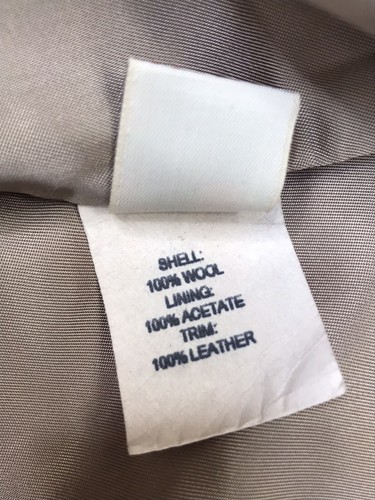 SHELL:
100% WOOL
LINING:
100% ACETATE
TRIM:
100% LEATHER